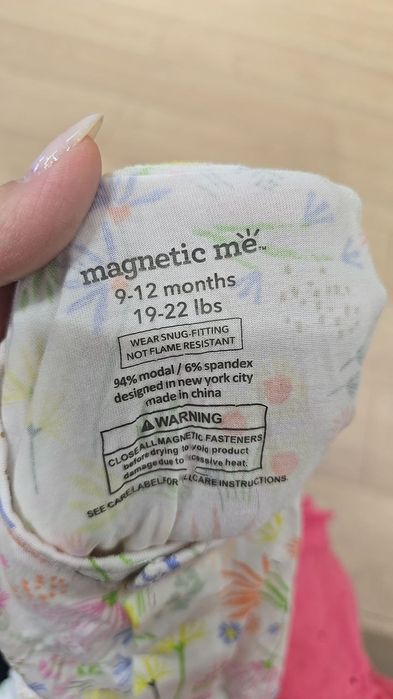 magnetic me™
9-12 months
19-22 lbs
WEAR SNUG-FITTING
NOT FLAME RESISTANT
94% modal / 6% spandex
designed in new york city
made in china
WARNING
CLOSE ALL MAGNETIC FASTENERS
before drying to avoid product
damage due to excessive heat.
SEE CARE LABEL FOR CARE INSTRUCTIONS.